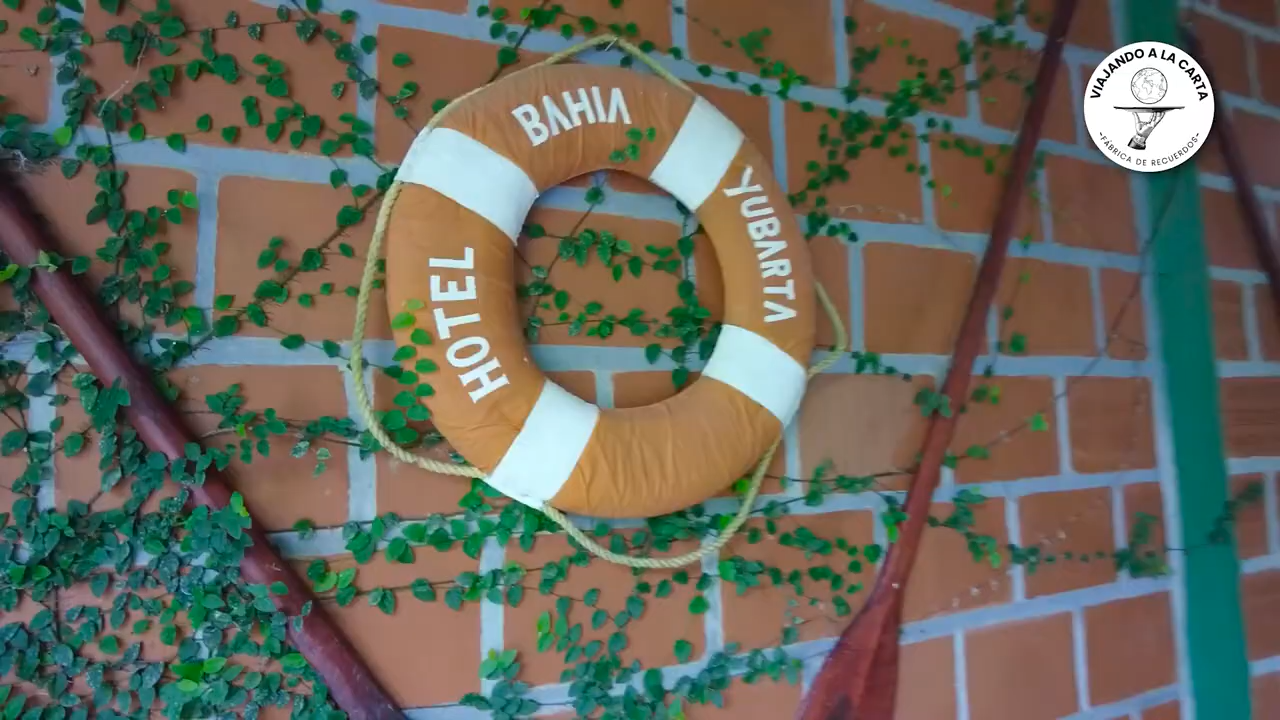 HOTEL
BAHIA
YUBARTA
VIAJANDO A LA CARTA
-FÁBRICA DE RECUERDOS-